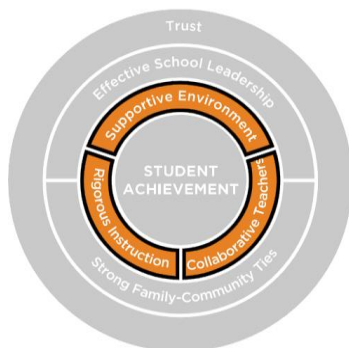 Trust
Effective School Leadership
Supportive Environment
STUDENT
ACHIEVEMENT
Rigorous Instruction
Collaborative Teachers
Strong Family-Community Ties